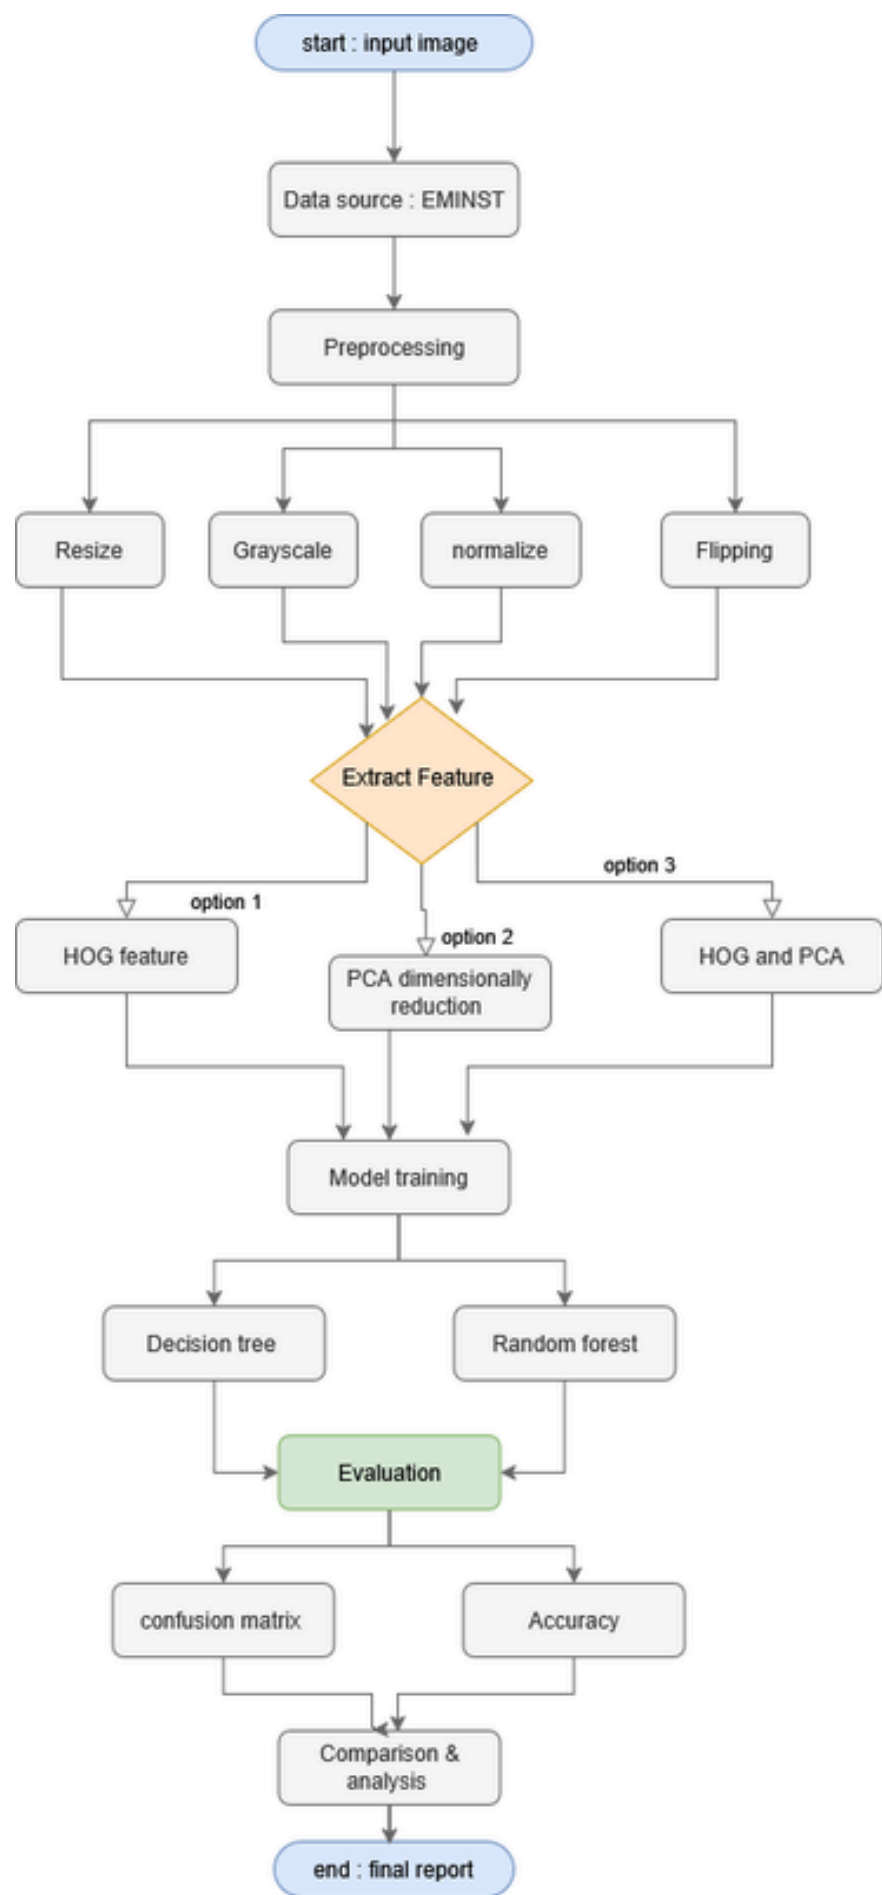 start : input image
Data source : EMINST
Preprocessing
Resize
Grayscale
normalize
Flipping
Extract Feature
option 1
option 2
option 3
HOG feature
PCA dimensionally
reduction
HOG and PCA
Model training
Decision tree
Random forest
Evaluation
confusion matrix
Accuracy
Comparison &
analysis
end : final report